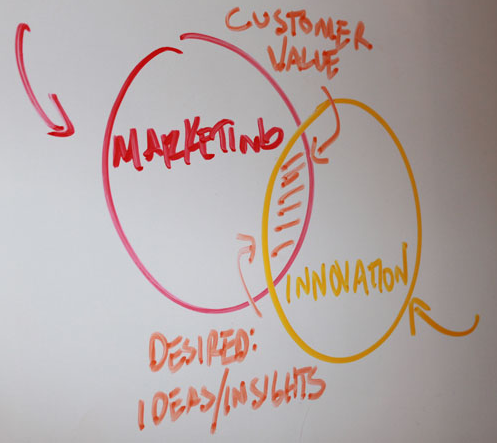 CUSTOMER
VALUE
MARKETING
INNOVATION
DESIRED:
IDEAS/INSIGHTS